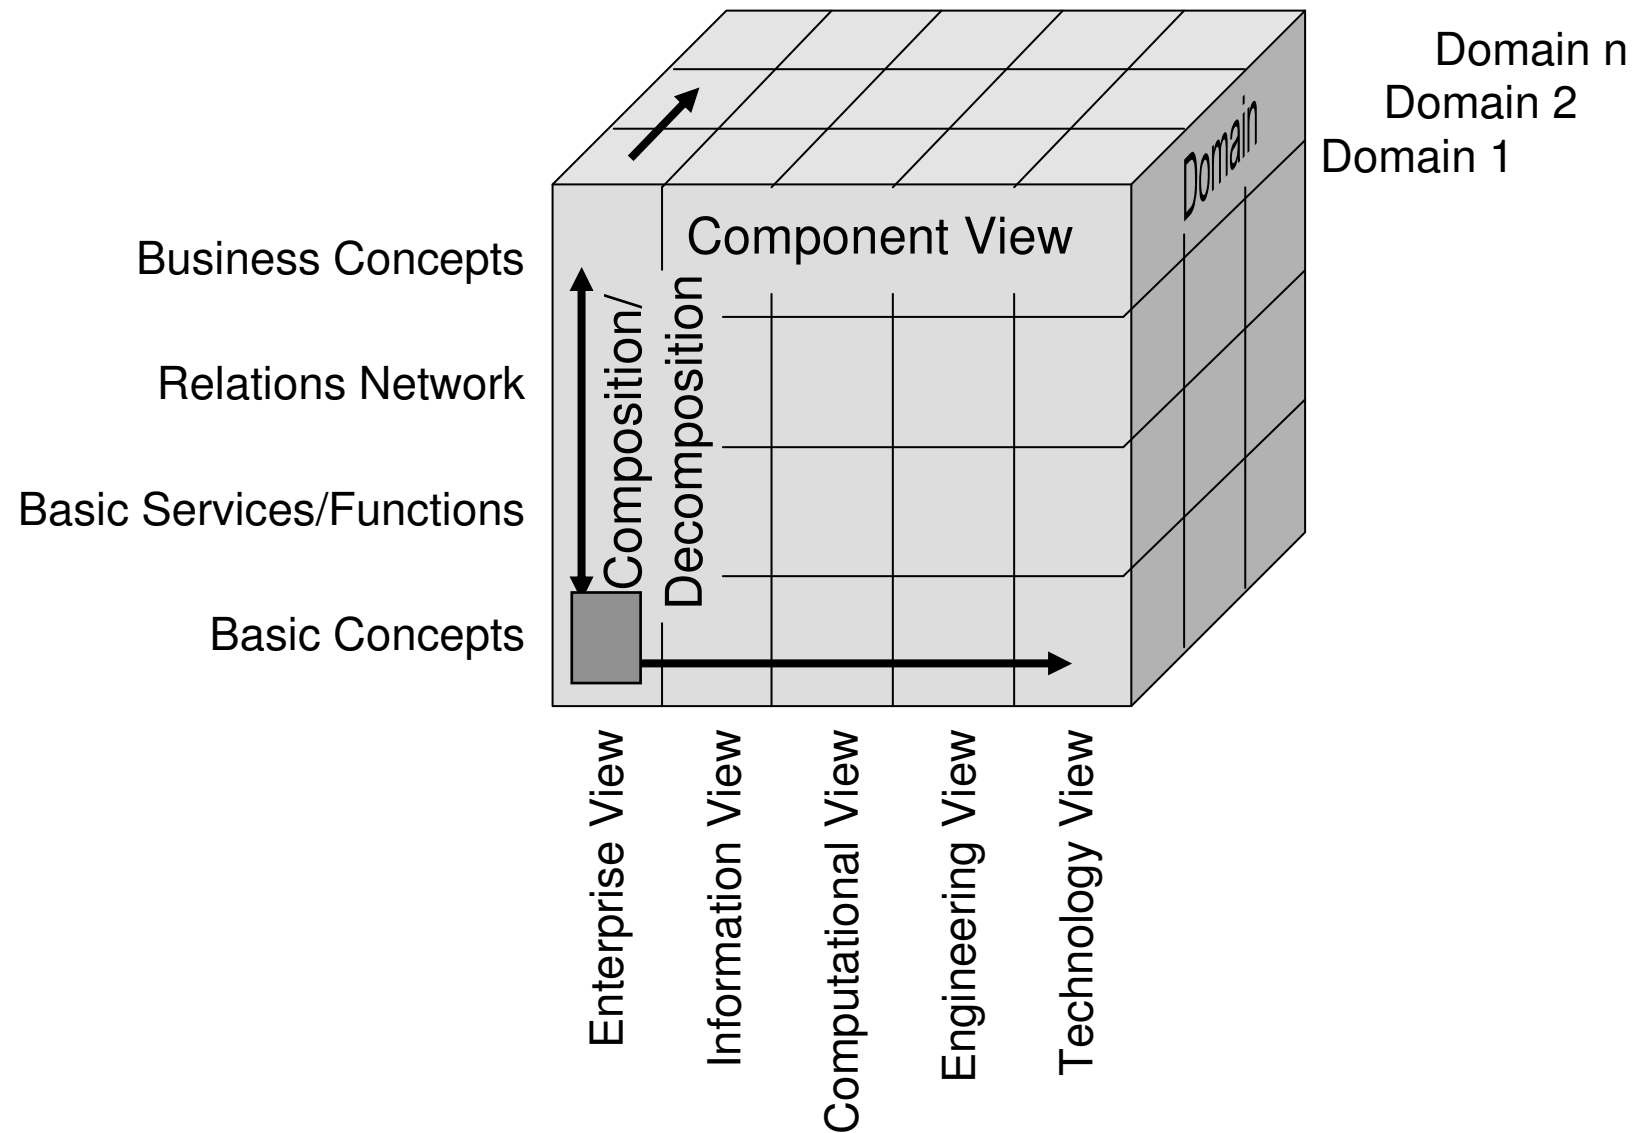 Domain n
Domain 2
Domain 1
Domain
Component View
Business Concepts
Relations Network
Basic Services/Functions
Basic Concepts
Composition/
Decomposition
Enterprise View
Information View
Computational View
Engineering View
Technology View